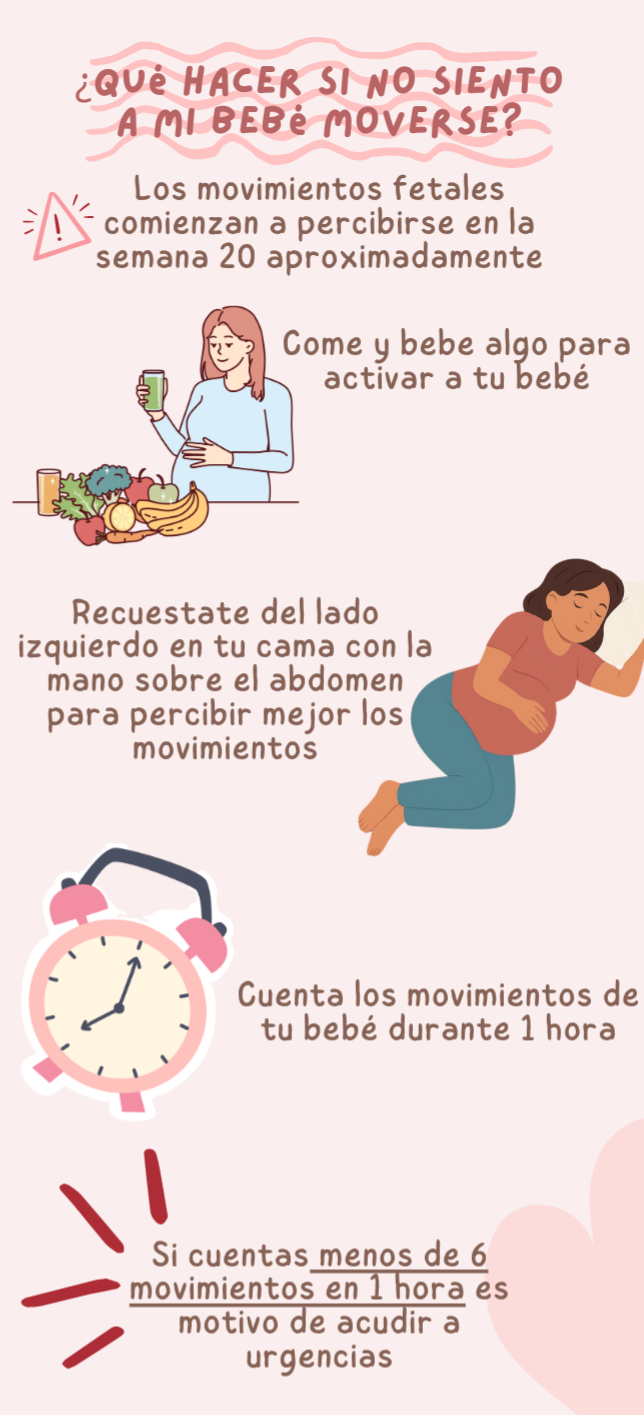 ¿QUé HACER SI NO SIENTO
A MI BEBé MOVERSE?
Los movimientos fetales
comienzan a percibirse en la
semana 20 aproximadamente
!
Come y bebe algo para
activar a tu bebé
Recuestate del lado
izquierdo en tu cama con la
mano sobre el abdomen
para percibir mejor los
movimientos
Cuenta los movimientos de
tu bebé durante 1 hora
Si cuentas menos de 6
movimientos en 1 hora es
motivo de acudir a
urgencias